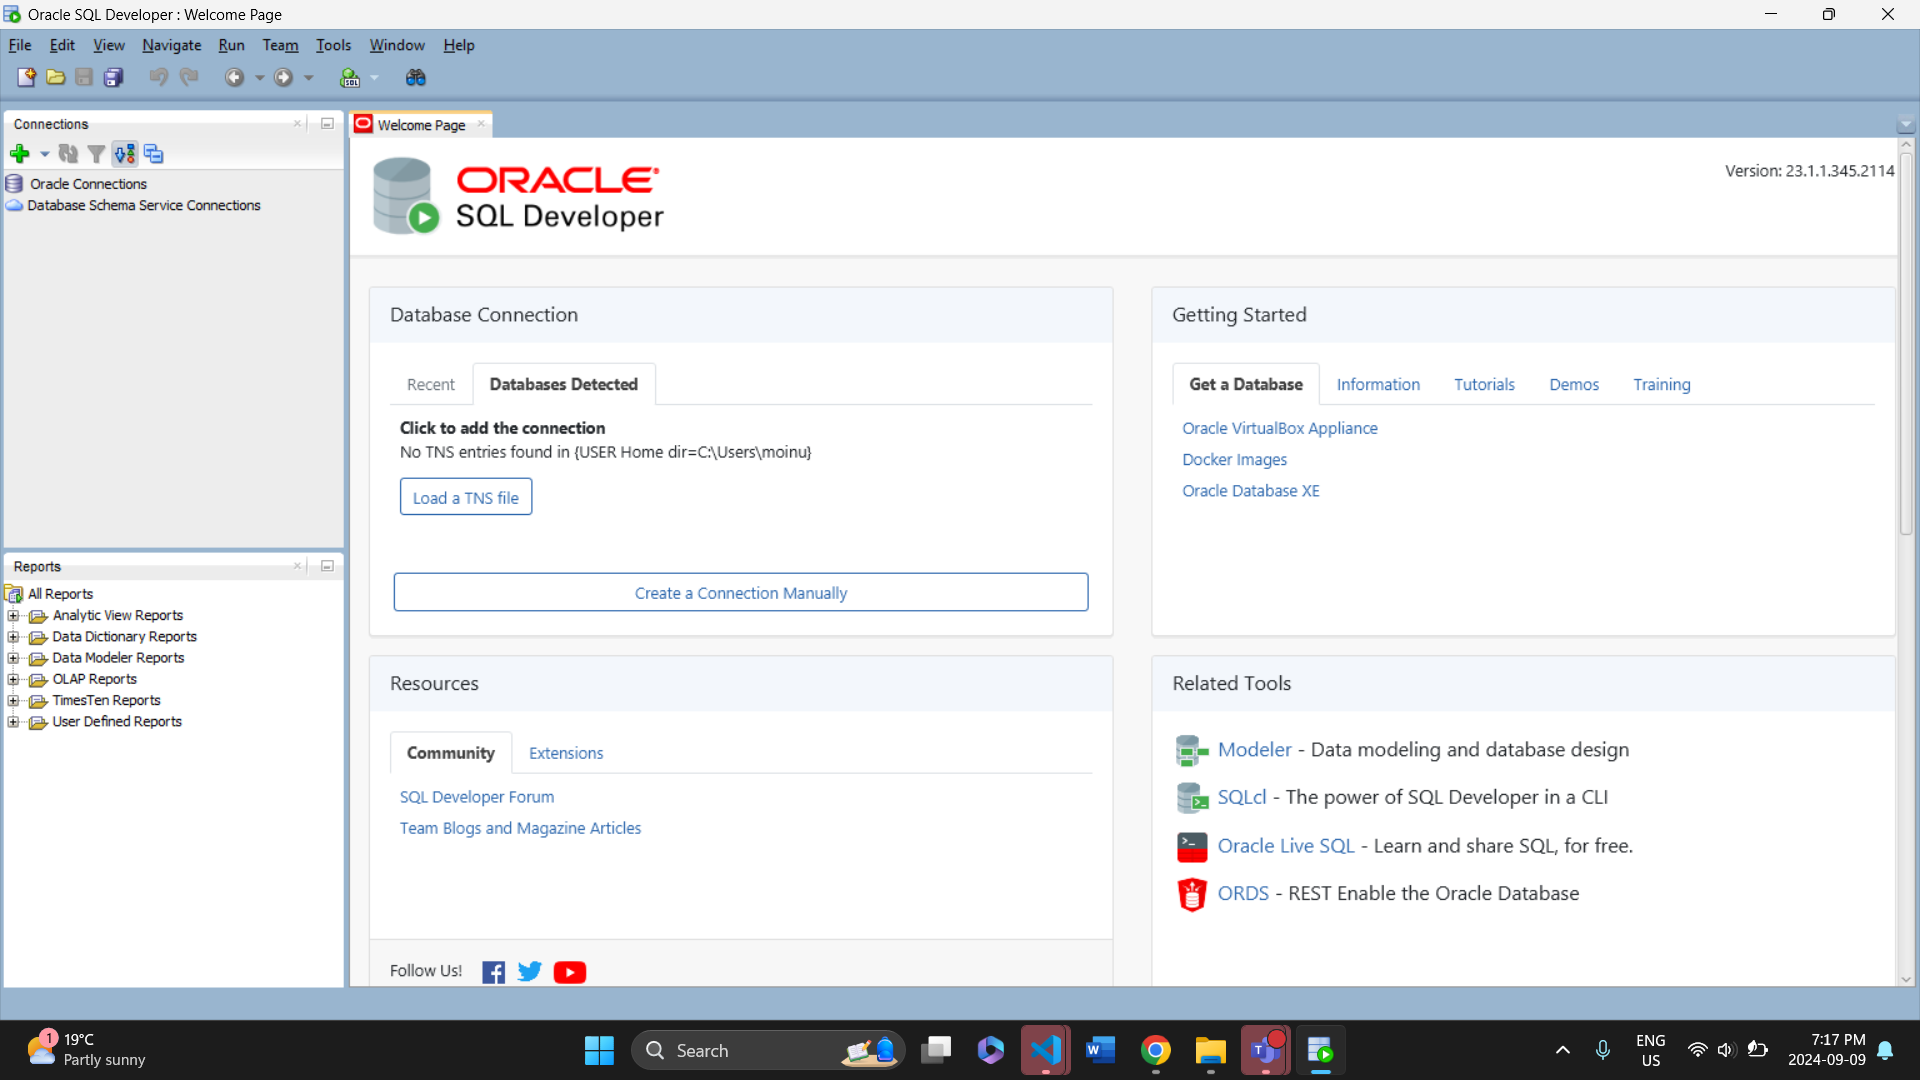 Oracle SQL Developer : Welcome Page
File Edit View Navigate Run Team Tools Window Help
SQL
Connections
Oracle Connections
Database Schema Service Connections
Reports
All Reports
Analytic View Reports
Data Dictionary Reports
Data Modeler Reports
OLAP Reports
TimesTen Reports
User Defined Reports
Welcome Page
ORACLE
SQL Developer
Version: 23.1.1.345.2114
Database Connection
Recent Databases Detected
Click to add the connection
No TNS entries found in {USER Home dir=C:\Users\moinu}
Load a TNS file
Create a Connection Manually
Getting Started
Get a Database Information Tutorials Demos Training
Oracle VirtualBox Appliance
Docker Images
Oracle Database XE
Resources
Community Extensions
SQL Developer Forum
Team Blogs and Magazine Articles
Follow Us!
Related Tools
Modeler - Data modeling and database design
SQLcl - The power of SQL Developer in a CLI
Oracle Live SQL - Learn and share SQL, for free.
ORDS - REST Enable the Oracle Database
1
19°C
Partly sunny
Search
ENG
US
7:17 PM
2024-09-09